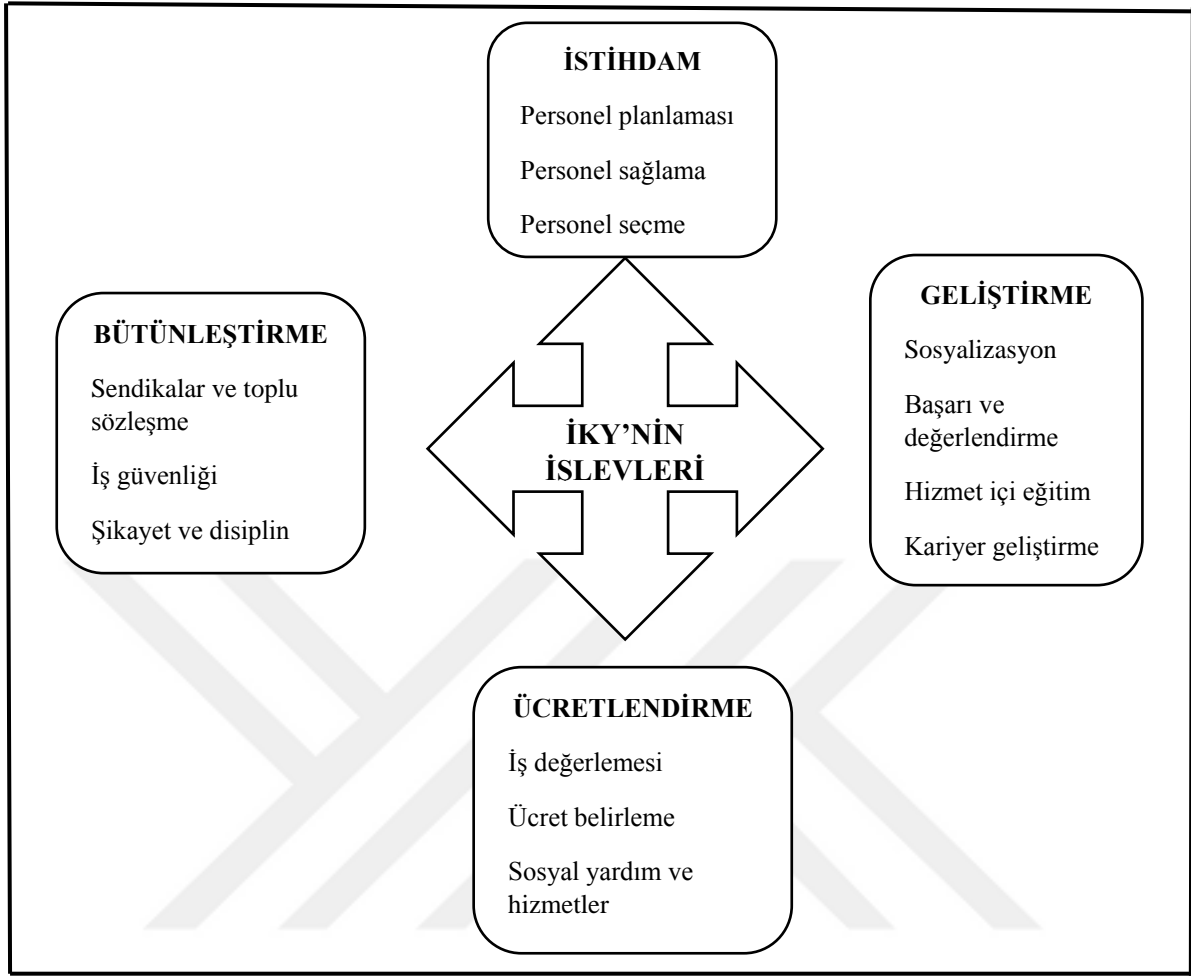 İSTİHDAM
Personel planlaması
Personel sağlama
Personel seçme
BÜTÜNLEŞTİRME
Sendikalar ve toplu
sözleşme
İş güvenliği
Şikayet ve disiplin
İKY’NİN
İSLEVLERİ
GELİŞTİRME
Sosyalizasyon
Başarı ve
değerlendirme
Hizmet içi eğitim
Kariyer geliştirme
ÜCRETLENDİRME
İş değerlemesi
Ücret belirleme
Sosyal yardım ve
hizmetler